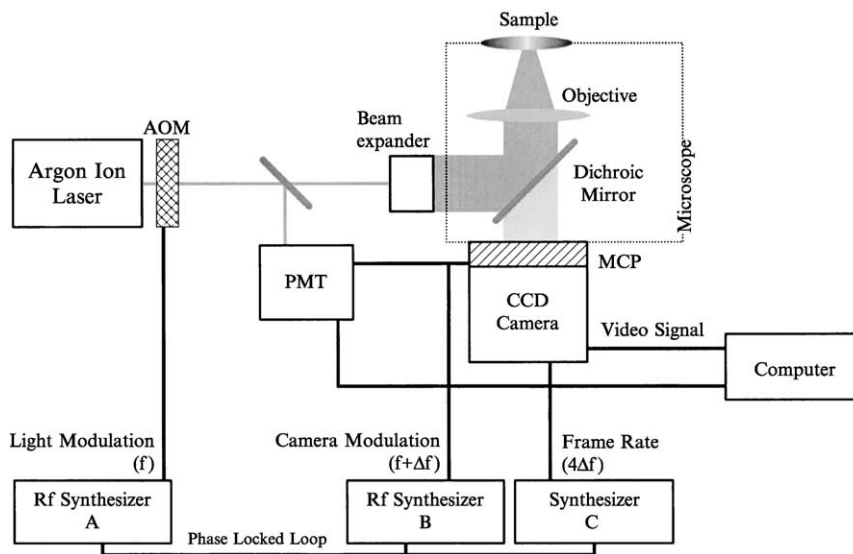 Sample
Objective
Beam
expander
AOM
Argon Ion
Laser
Dichroic
Mirror
Microscope
PMT
MCP
CCD
Camera
Video Signal
Computer
Light Modulation
(f)
Camera Modulation
(f+Δf)
Frame Rate
(4Δf)
Rf Synthesizer
A
Rf Synthesizer
B
Synthesizer
C
Phase Locked Loop